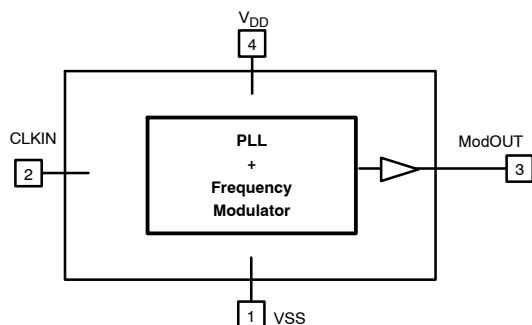 VDD
4
CLKIN
2
PLL
+
Frequency
Modulator
ModOUT
3
1
VSS